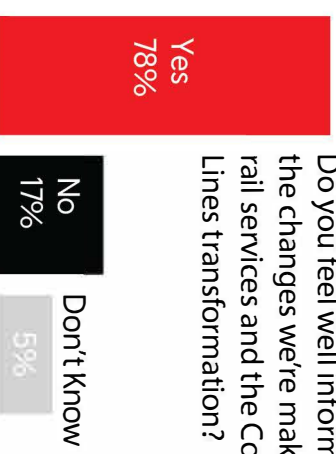 Do you feel well inform
the changes we're mak
rail services and the Co
Lines transformation?
Yes
78%
No
17%
Don't Know
5%